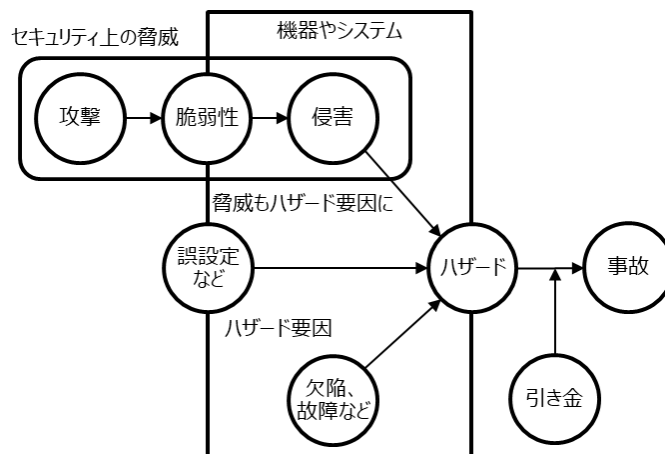 機器やシステム
セキュリティ上の脅威
攻撃
脆弱性
侵害
脅威もハザード要因に
誤設定
など
ハザード
事故
ハザード要因
欠陥、
故障など
引き金